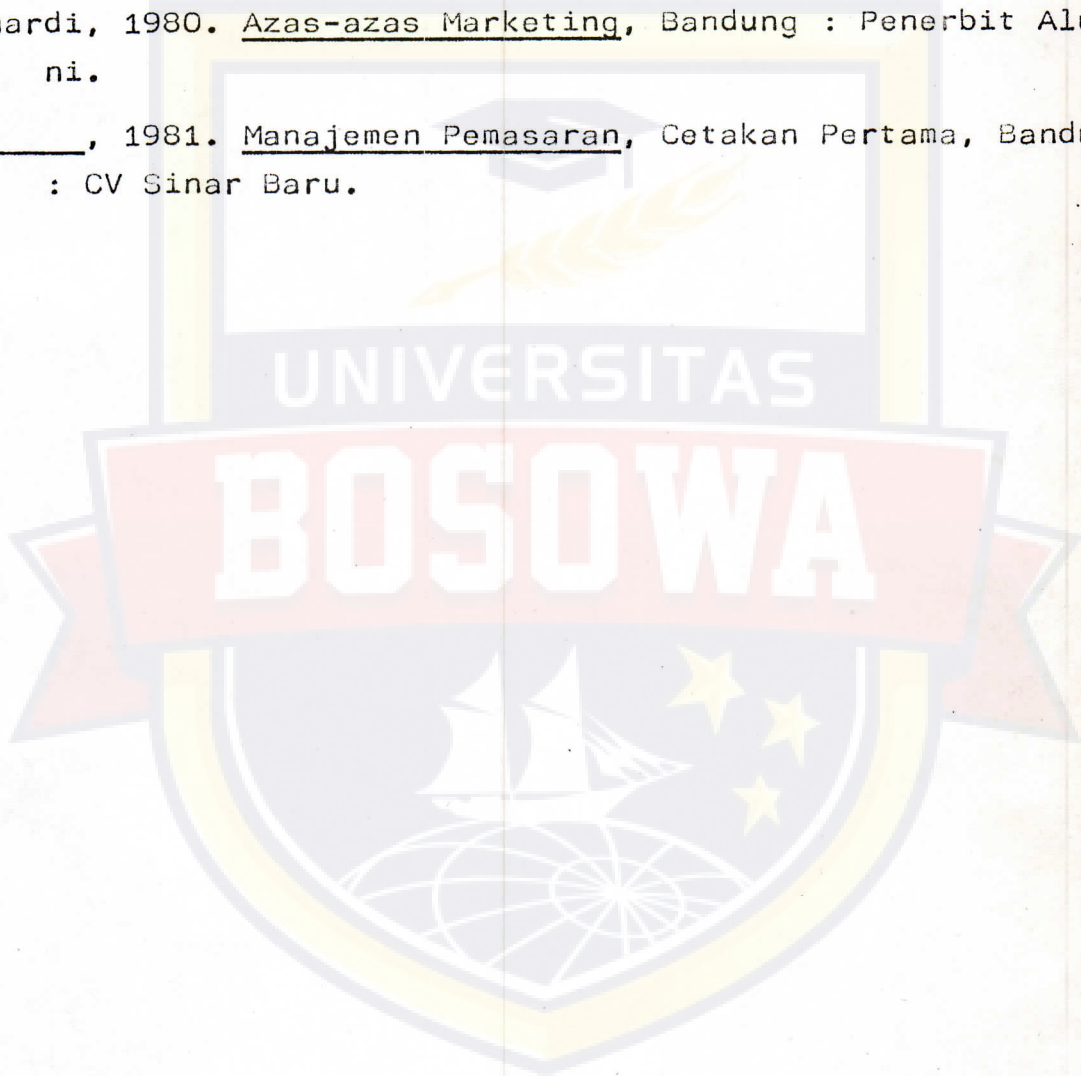 ardi, 1980. Azas-azas Marketing, Bandung : Penerbit Al
ni.
, 1981. Manajemen Pemasaran, Cetakan Pertama, Band
: CV Sinar Baru.
UNIVERSITAS
BOSOWA